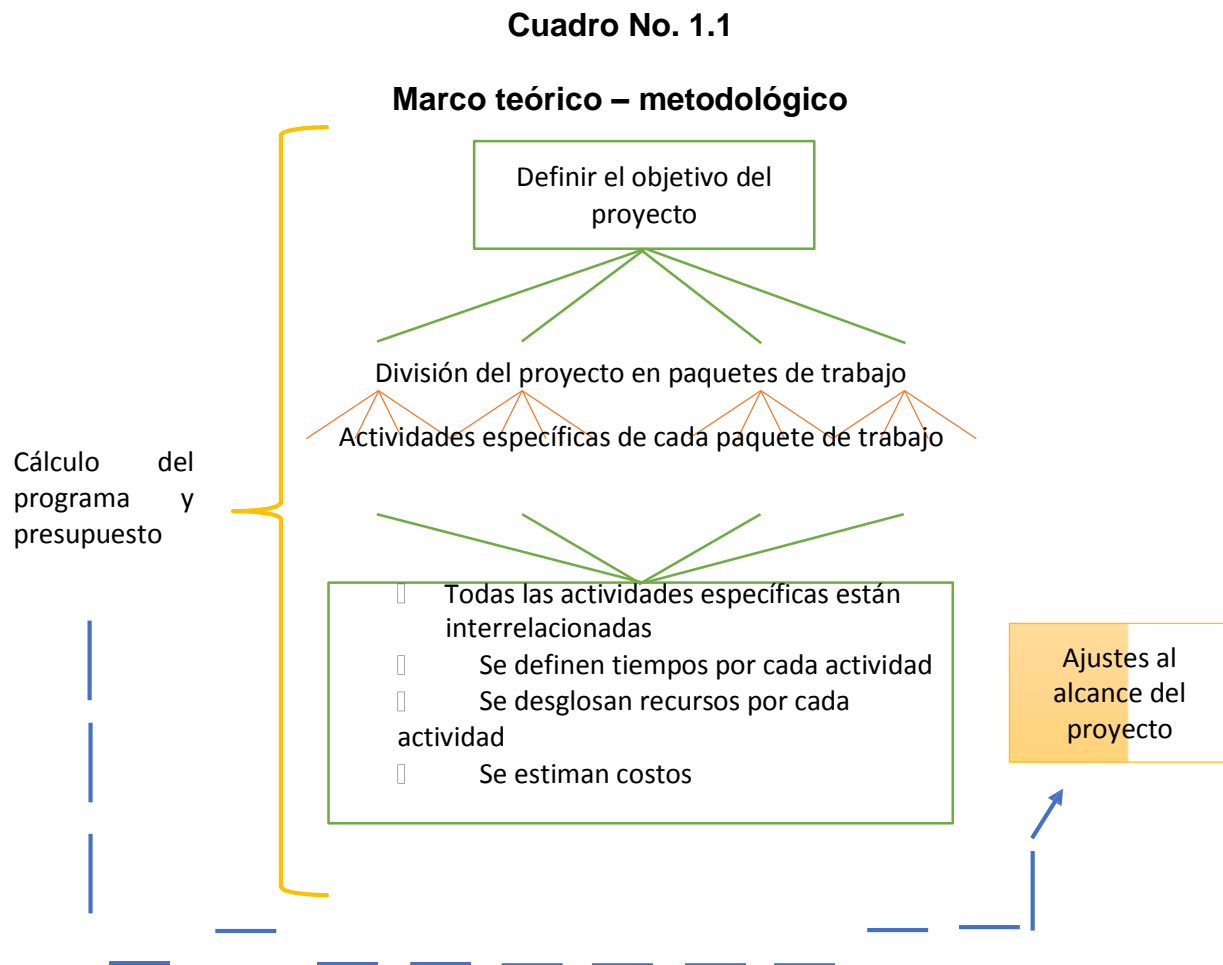 Cuadro No. 1.1
Marco teórico – metodológico
Definir el objetivo del
proyecto
División del proyecto en paquetes de trabajo
Actividades específicas de cada paquete de trabajo
Cálculo del
programa y
presupuesto
Todas las actividades específicas están
interrelacionadas
Se definen tiempos por cada actividad
Se desglosan recursos por cada
actividad
Se estiman costos
Ajustes al
alcance del
proyecto